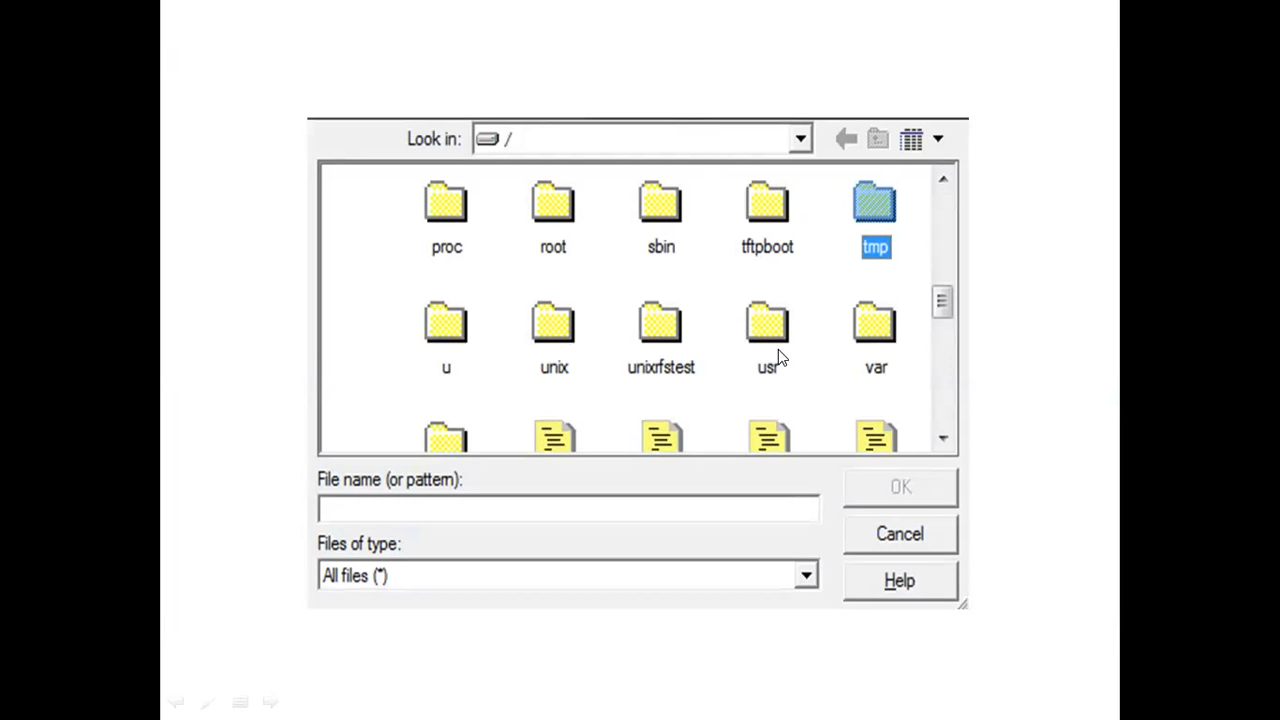 Look in: /
proc root sbin tftpboot tmp
u unix unixrfstest usr var
File name (or pattern):
OK
Cancel
Files of type:
All files (*)
Help